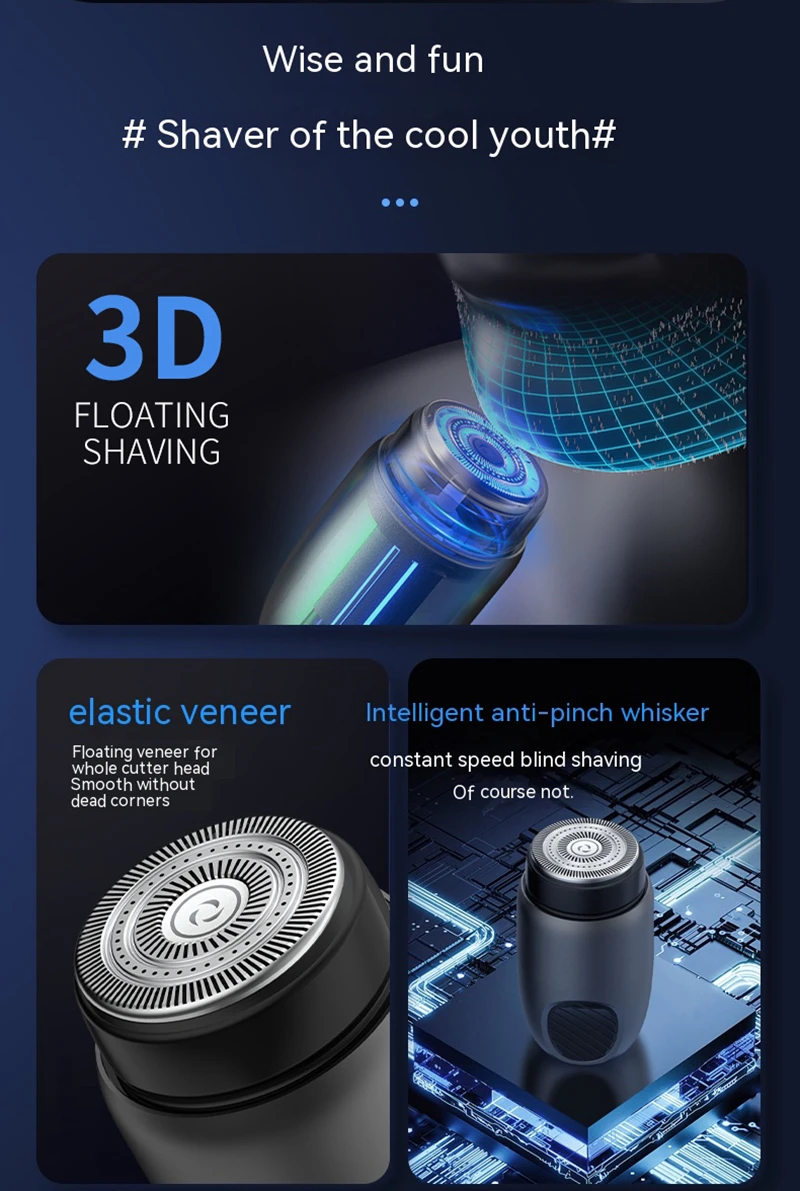 Wise and fun
# Shaver of the cool youth#
3D
FLOATING
SHAVING
elastic veneer
Floating veneer for
whole cutter head
Smooth without
dead corners
Intelligent anti-pinch whisker
constant speed blind shaving
Of course not.